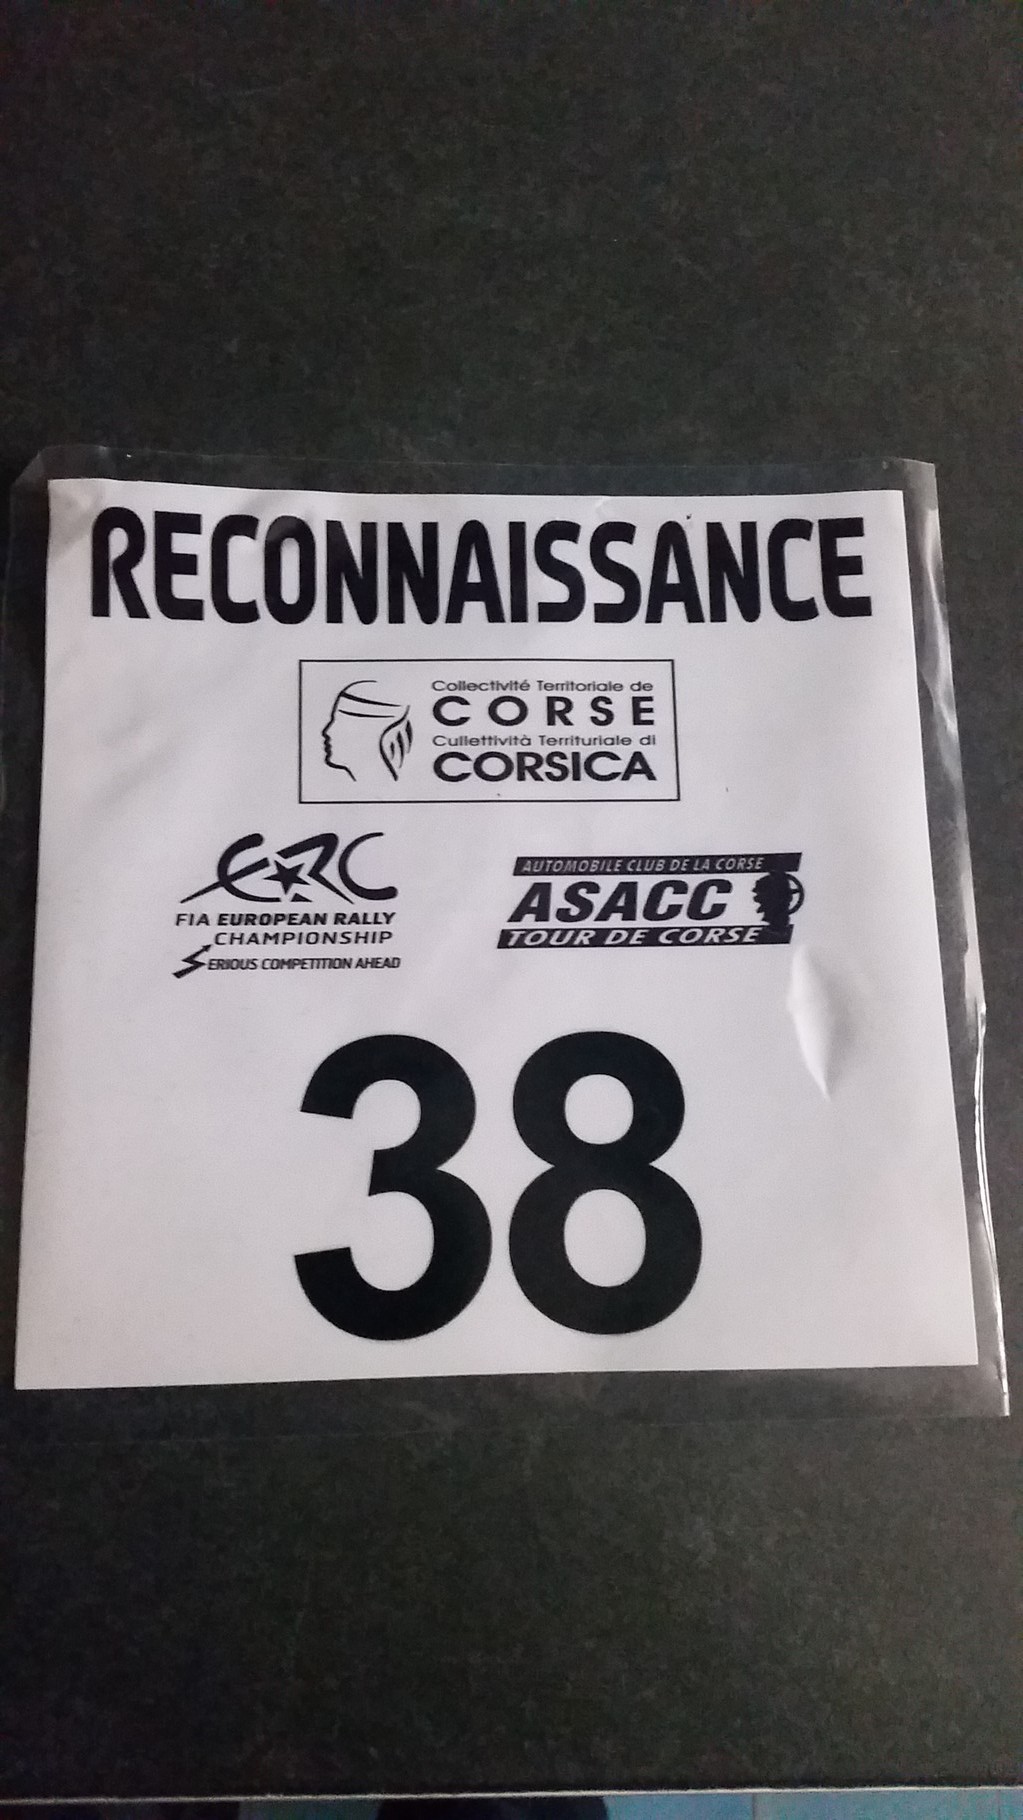 RECONNAISSANCE
Collectivité Territoriale de
CORSE
Cullettività Territuriale di
CORSICA
ERC
FIA EUROPEAN RALLY
CHAMPIONSHIP
SERIOUS COMPETITION AHEAD
AUTOMOBILE CLUB DE LA CORSE
ASACC
TOUR DE CORSE
38